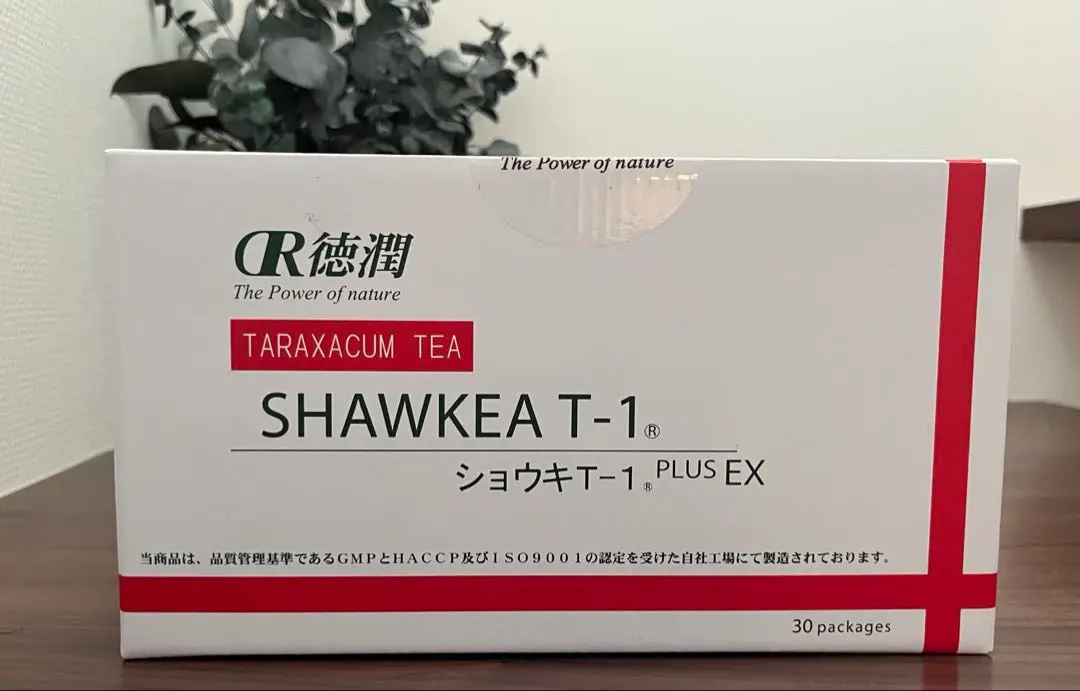 The Power of nature
DR徳潤
The Power of nature
TARAXACUM TEA
SHAWKEA T-1®
ショウキT-1® PLUS EX
当商品は、品質管理基準であるGMPとHACCP及びISO9001の認定を受けた自社工場にて製造されております。
30 packages